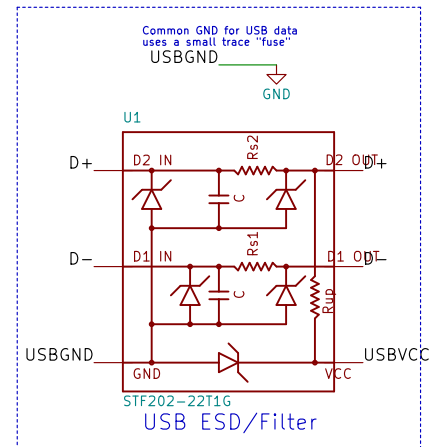 Common GND for USB data
uses a small trace "fuse"
USBGND
GND
U1
Rs2
D+ D2 IN D2 OUT D+
C
Rs1
D- D1 IN D1 OUT D-
C
Rup
USBGND USBVCC
GND VCC
STF202-22T1G
USB ESD/Filter